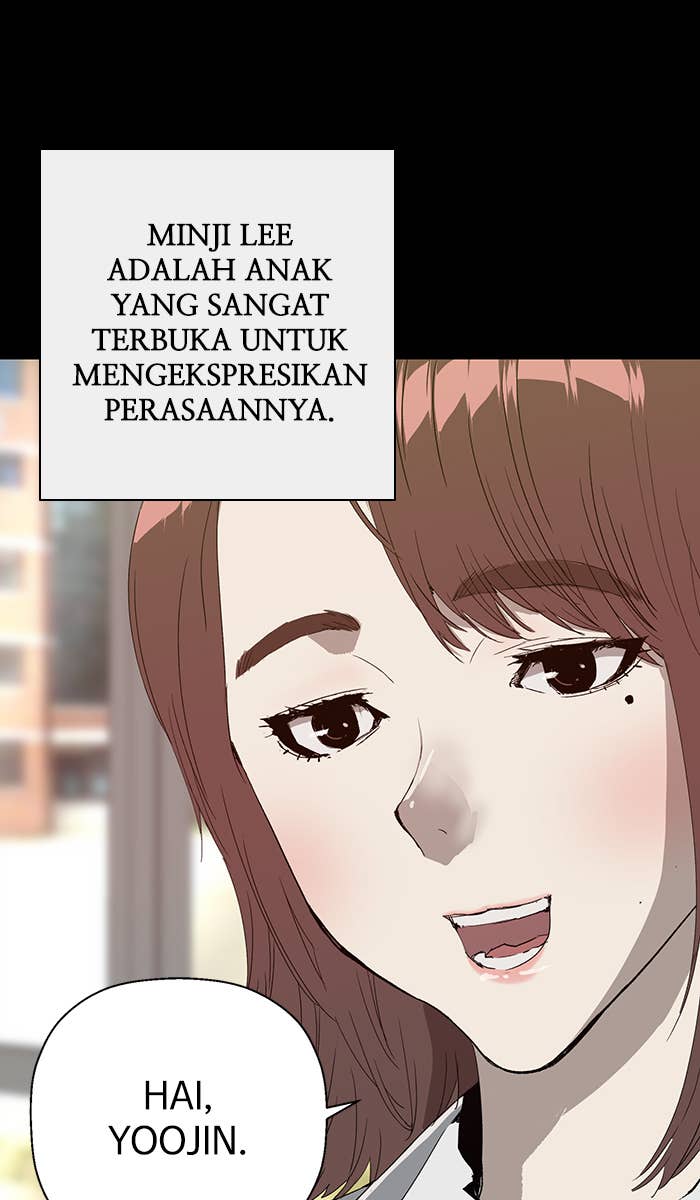 MINJI LEE
ADALAH ANAK
YANG SANGAT
TERBUKA UNTUK
MENGEKSPRESIKAN
PERASAANNYA.
HAI,
YOOJIN.